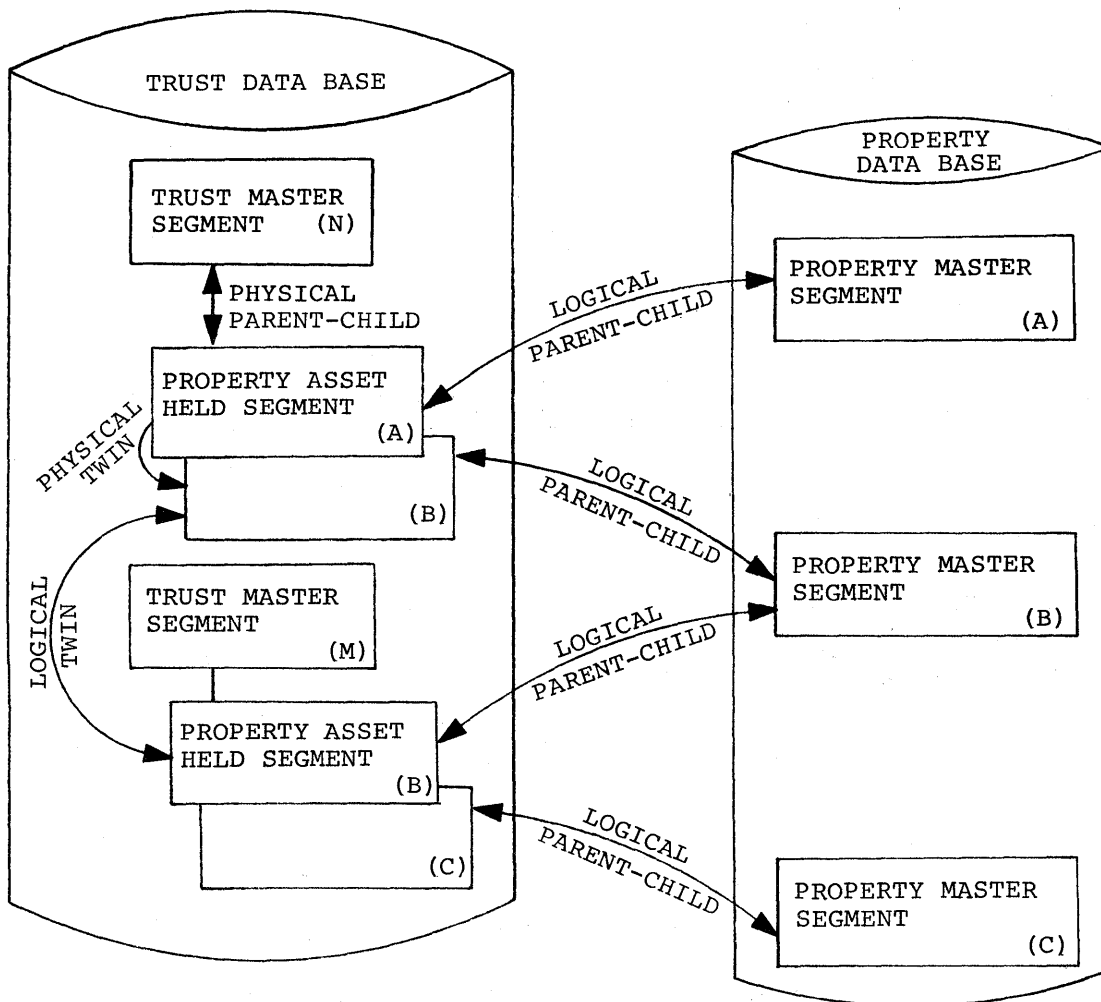 TRUST DATA BASE
TRUST MASTER
SEGMENT (N)
PHYSICAL
PARENT-CHILD
PROPERTY ASSET
HELD SEGMENT
(A)
PHYSICAL
TWIN
(B)
LOGICAL
TWIN
TRUST MASTER
SEGMENT
(M)
PROPERTY ASSET
HELD SEGMENT
(B)
(C)
LOGICAL
PARENT-CHILD
LOGICAL
PARENT-CHILD
LOGICAL
PARENT-CHILD
LOGICAL
PARENT-CHILD
PROPERTY
DATA BASE
PROPERTY MASTER
SEGMENT
(A)
PROPERTY MASTER
SEGMENT
(B)
PROPERTY MASTER
SEGMENT
(C)